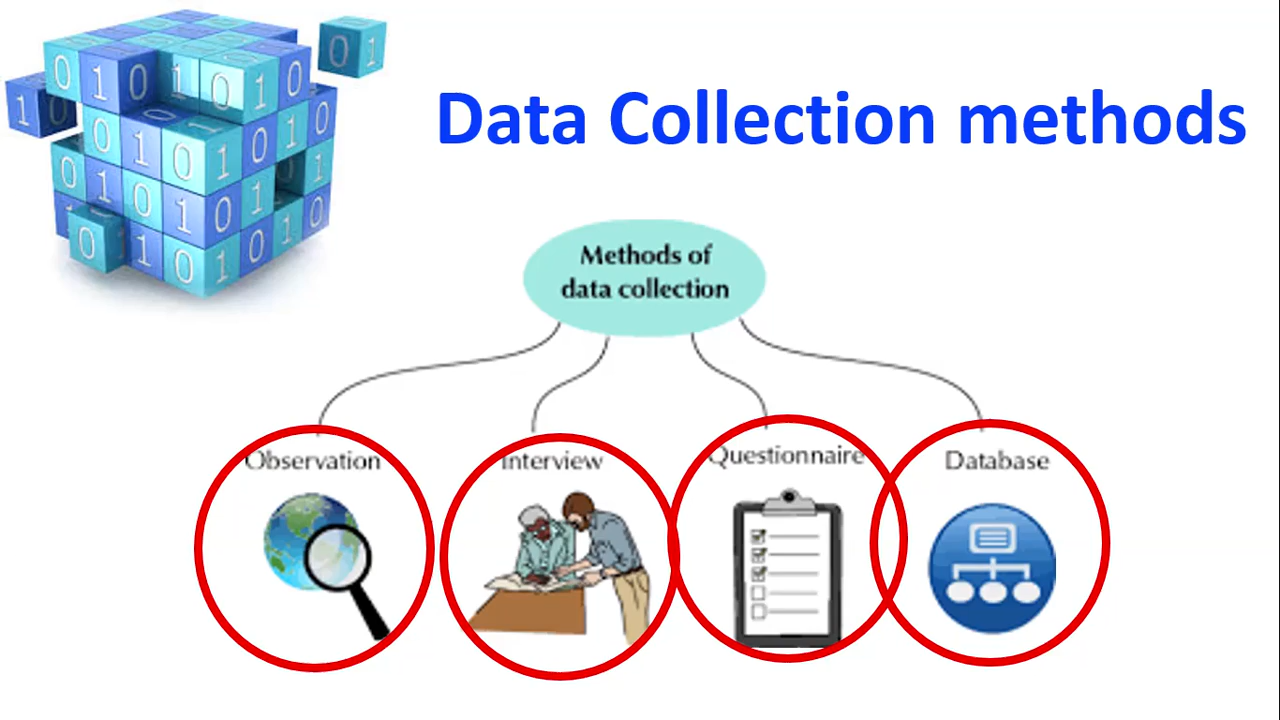 Data Collection methods
Methods of
data collection
Observation
Interview
Questionnaire
Database